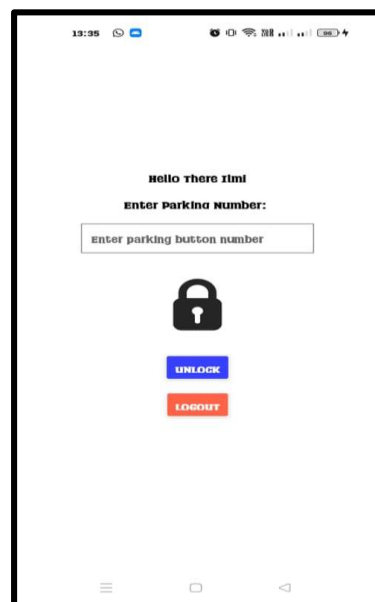 13:35
Hello There Ilmi
Enter Parking Number:
Enter parking button number
UNLOCK
LOGOUT